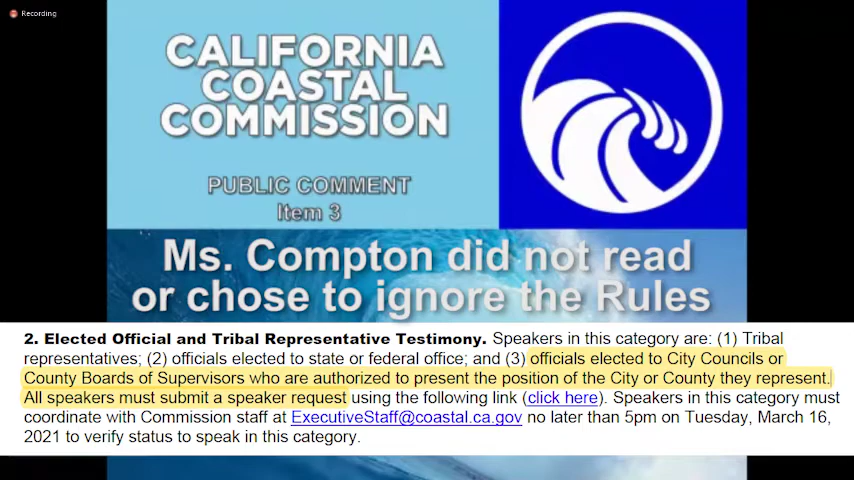 Recording
CALIFORNIA
COASTAL
COMMISSION
PUBLIC COMMENT
Item 3
Ms. Compton did not read
or chose to ignore the Rules
2. Elected Official and Tribal Representative Testimony. Speakers in this category are: (1) Tribal
representatives; (2) officials elected to state or federal office; and (3) officials elected to City Councils or
County Boards of Supervisors who are authorized to present the position of the City or County they represent.
All speakers must submit a speaker request using the following link (click here). Speakers in this category must
coordinate with Commission staff at ExecutiveStaff@coastal.ca.gov no later than 5pm on Tuesday, March 16,
2021 to verify status to speak in this category.